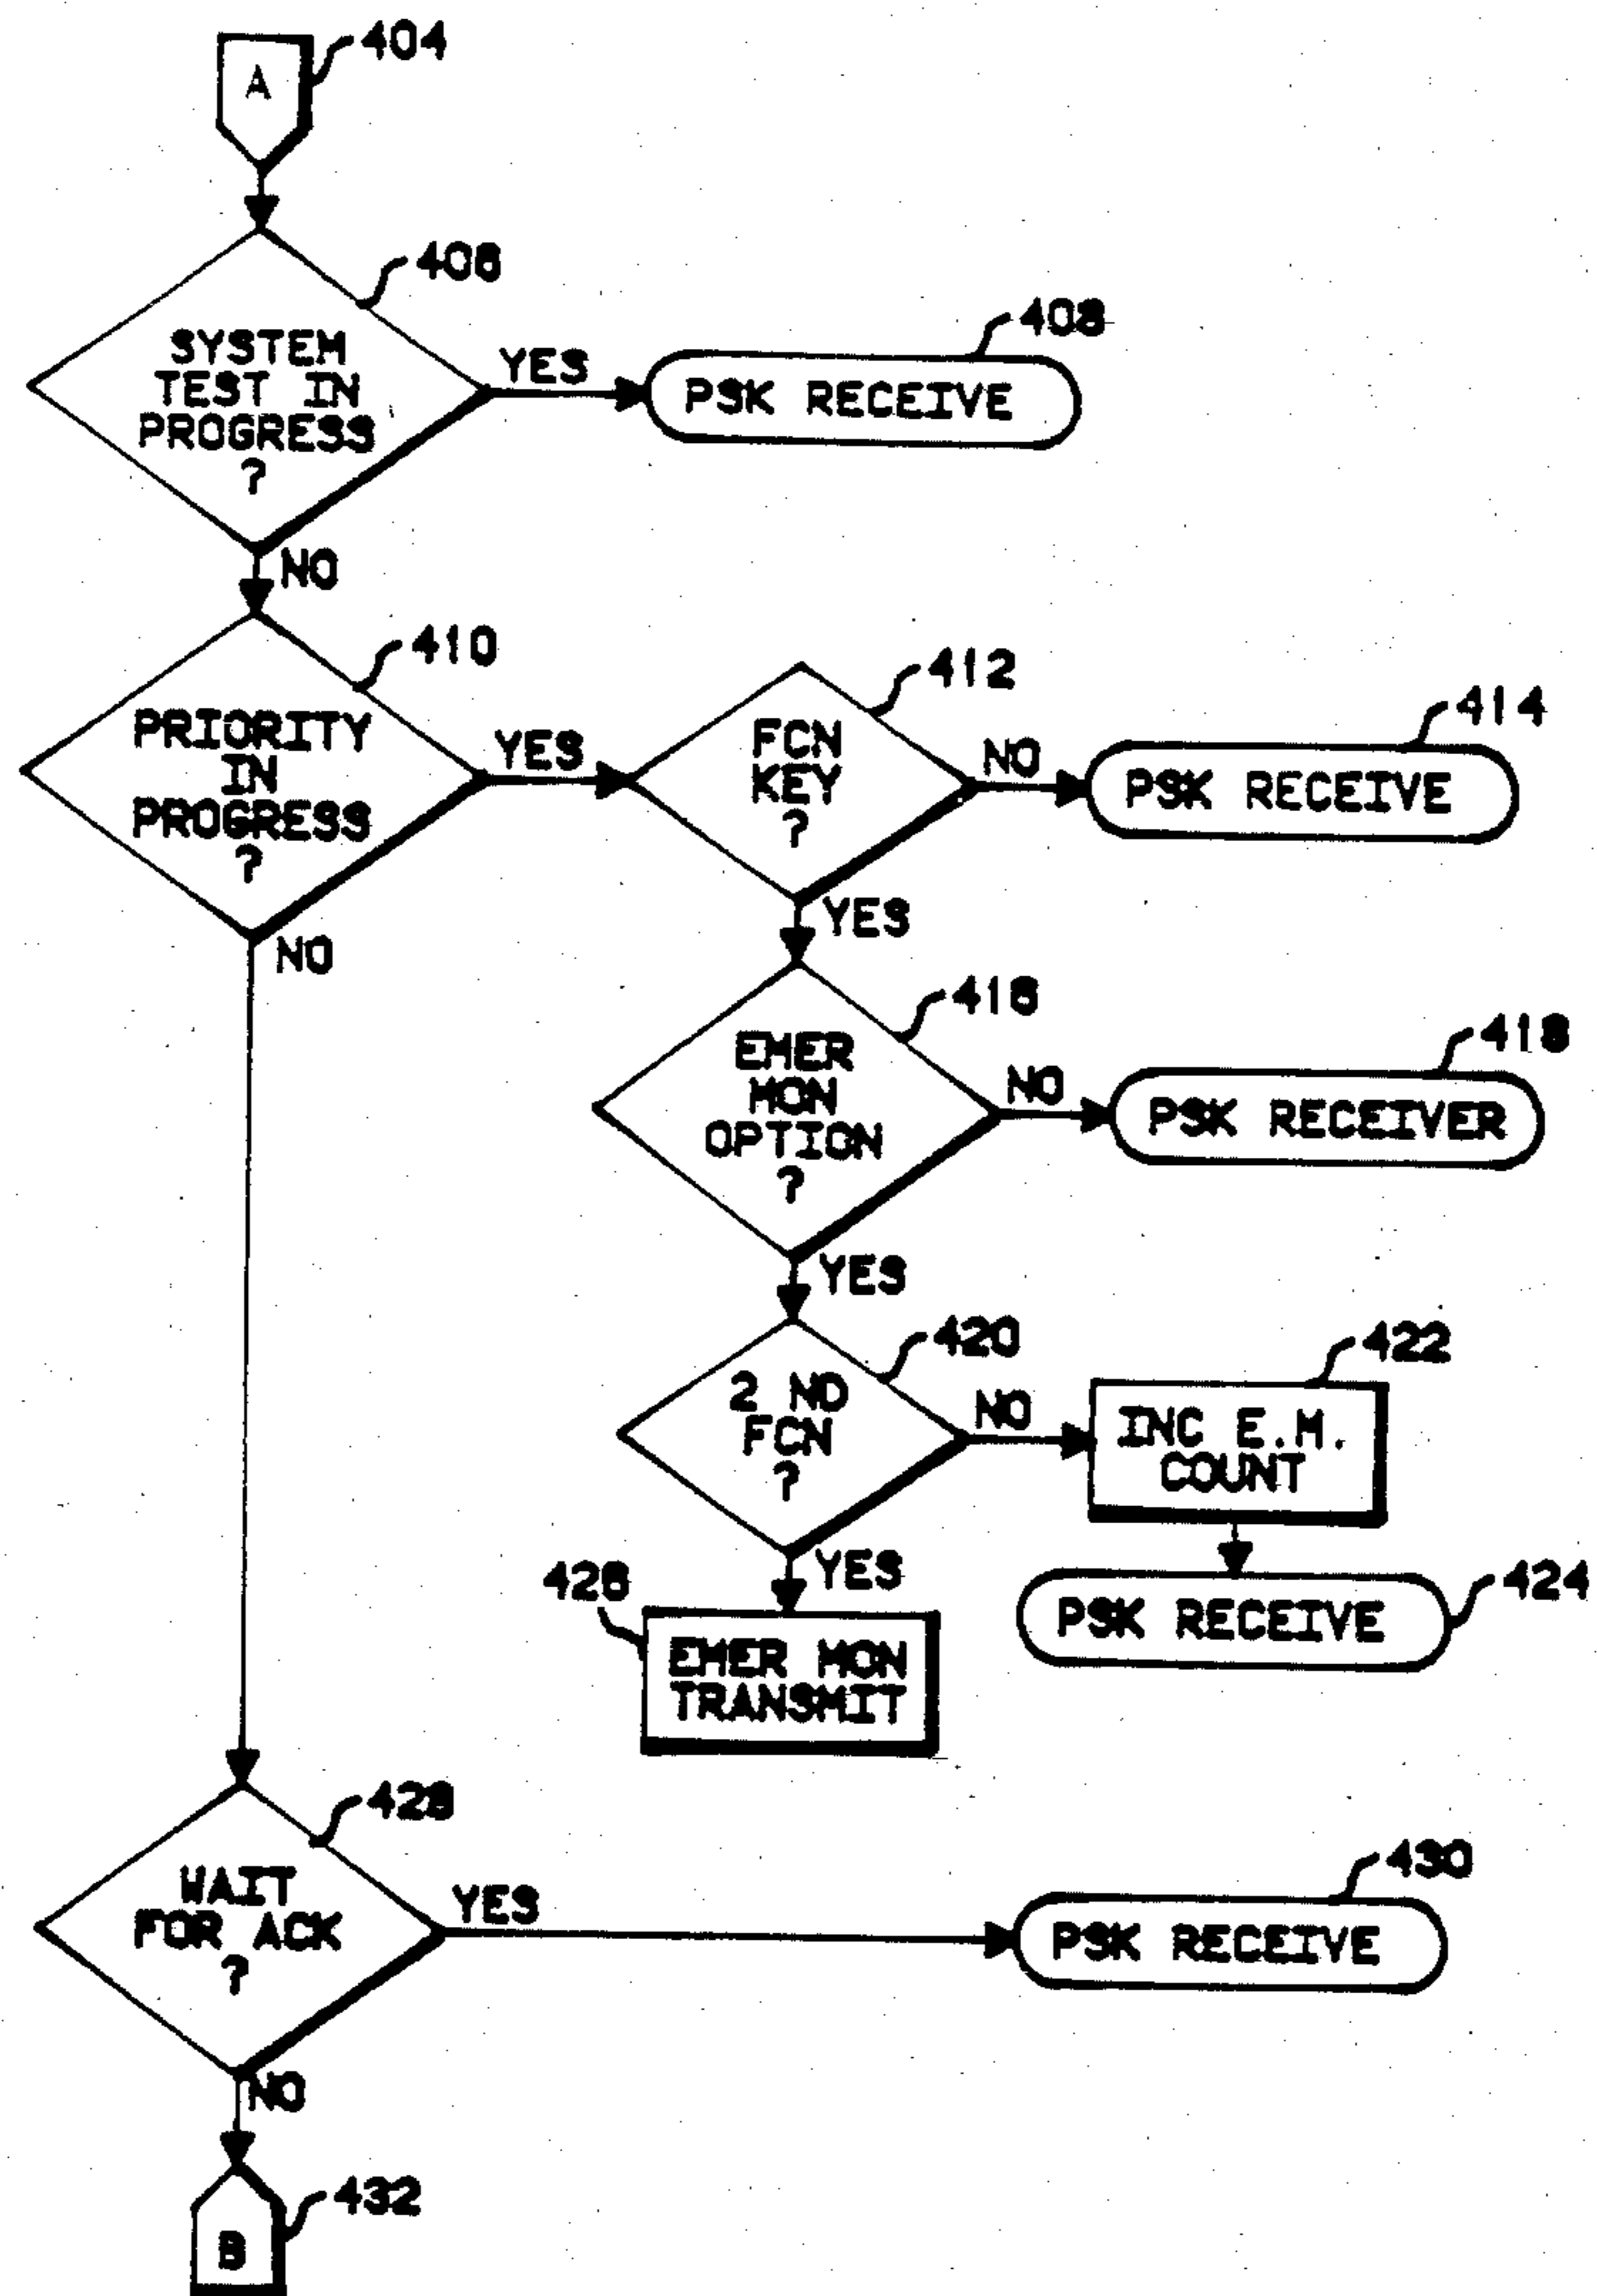 404
A
406
SYSTEM
TEST IN
PROGRESS
?
YES
408
PSK RECEIVE
NO
410
PRIORITY
IN
PROGRESS
?
YES
412
FCN
KEY
?
NO
414
PSK RECEIVE
YES
NO
416
EMER
MON
OPTION
?
NO
418
PSK RECEIVER
YES
420
2 ND
FCN
?
NO
422
INC E.M.
COUNT
YES
426
EMER MON
TRANSMIT
424
PSK RECEIVE
428
WAIT
FOR ACK
?
YES
430
PSK RECEIVE
NO
432
B